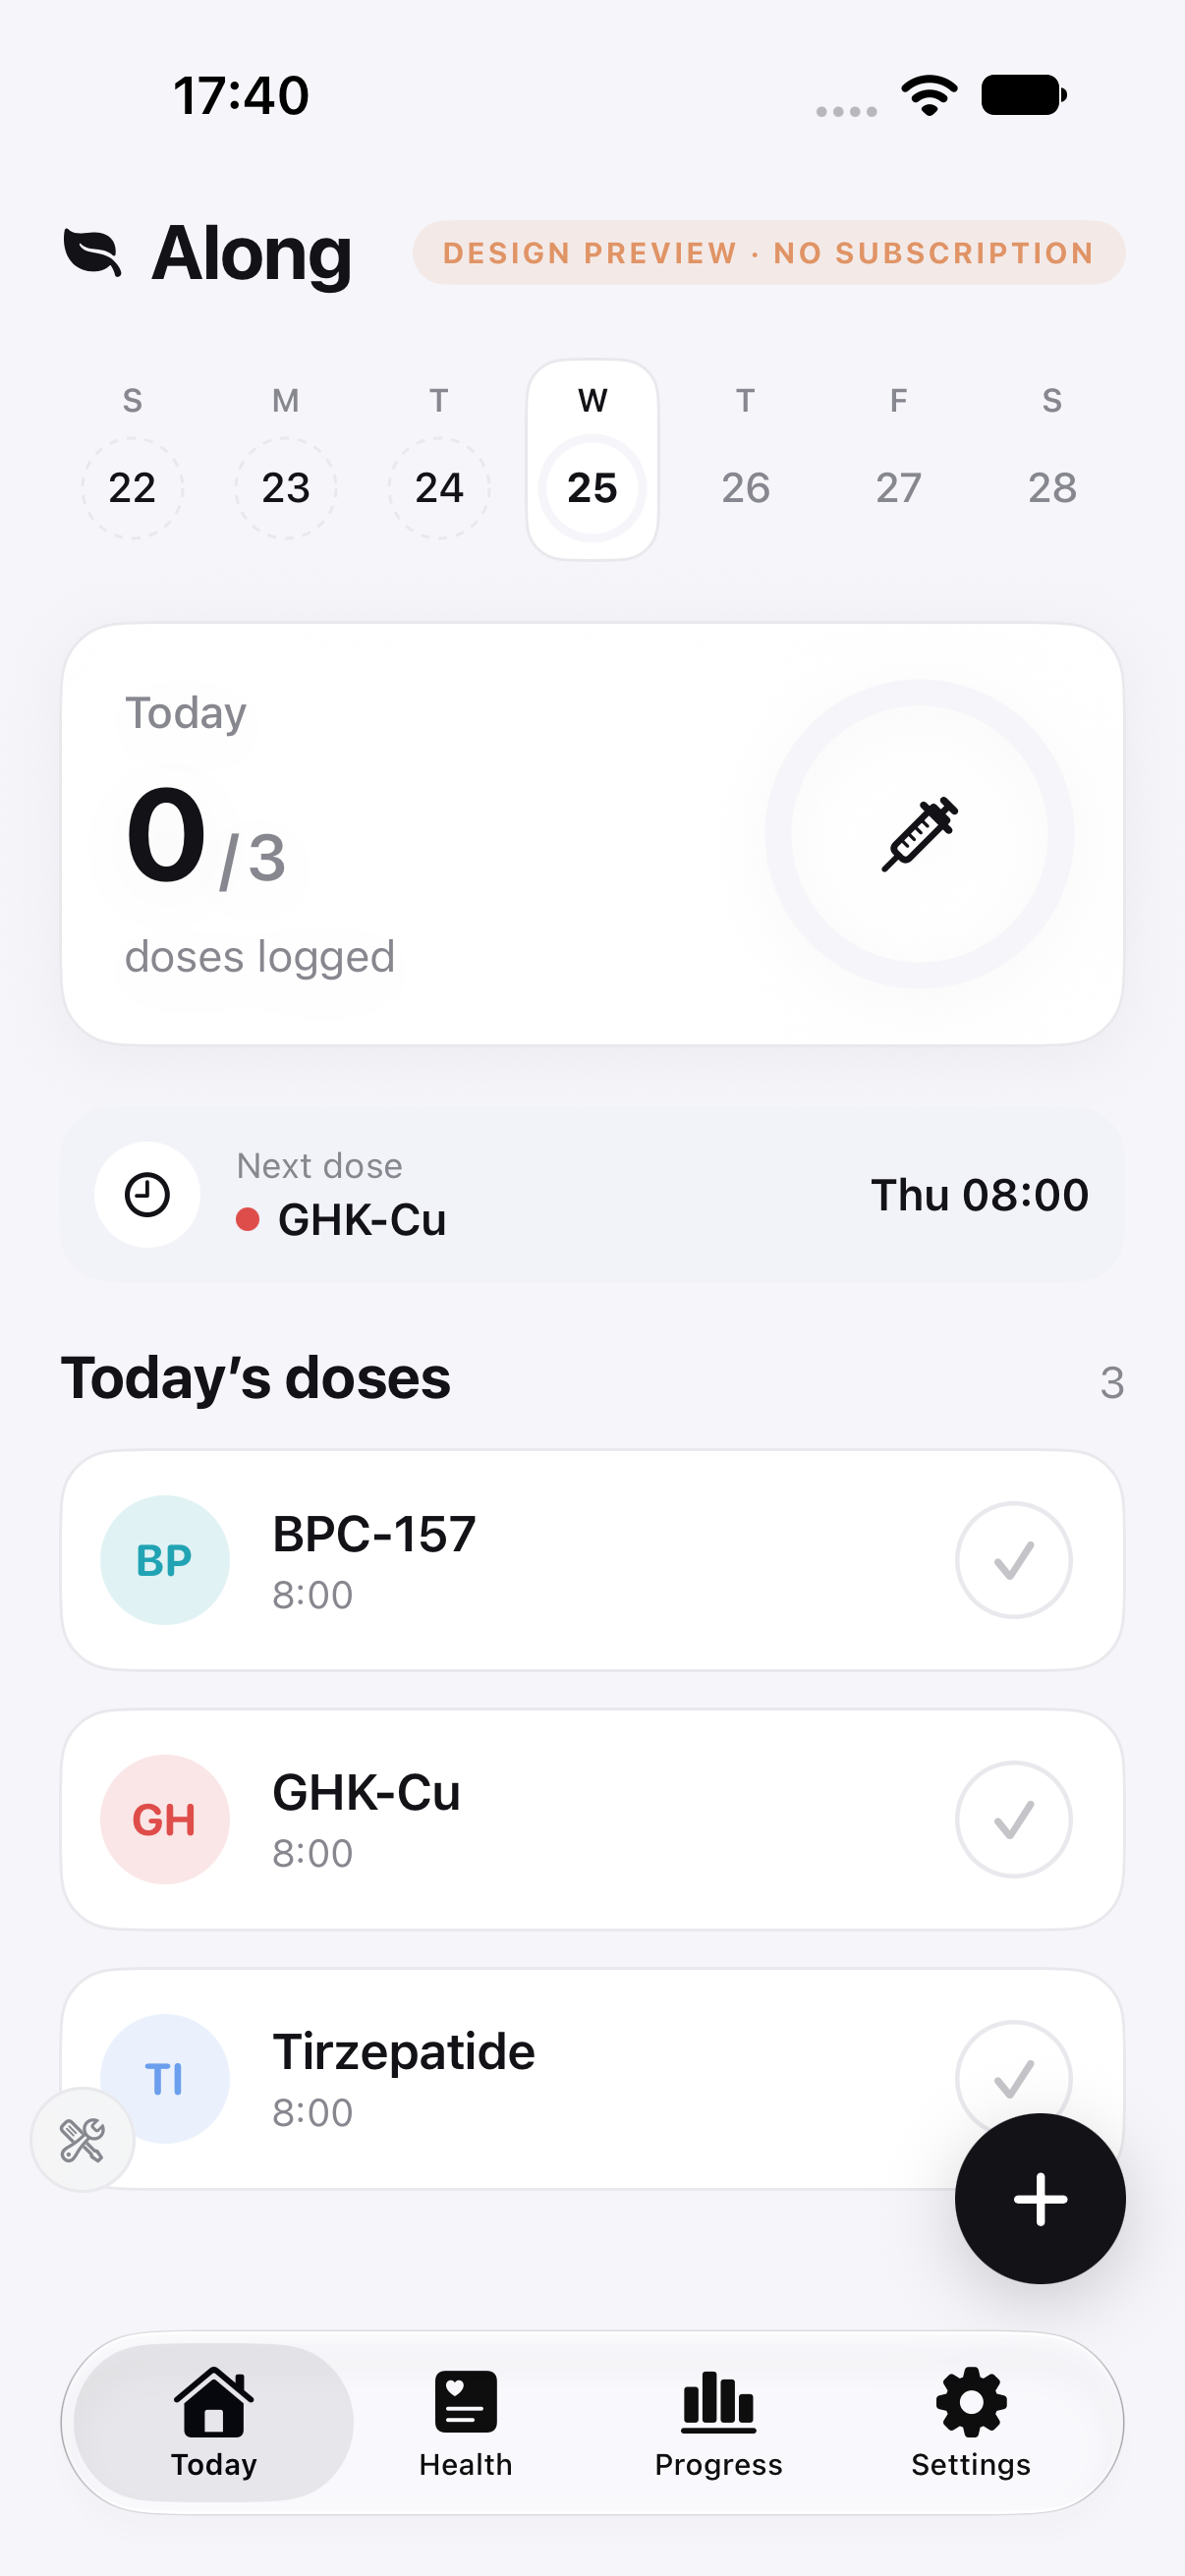 17:40
Along
DESIGN PREVIEW · NO SUBSCRIPTION
S M T W T F S
22 23 24 25 26 27 28
Today
0/3
doses logged
Next dose
GHK-Cu
Thu 08:00
Today’s doses
3
BP
BPC-157
8:00
GH
GHK-Cu
8:00
TI
Tirzepatide
8:00
Today Health Progress Settings